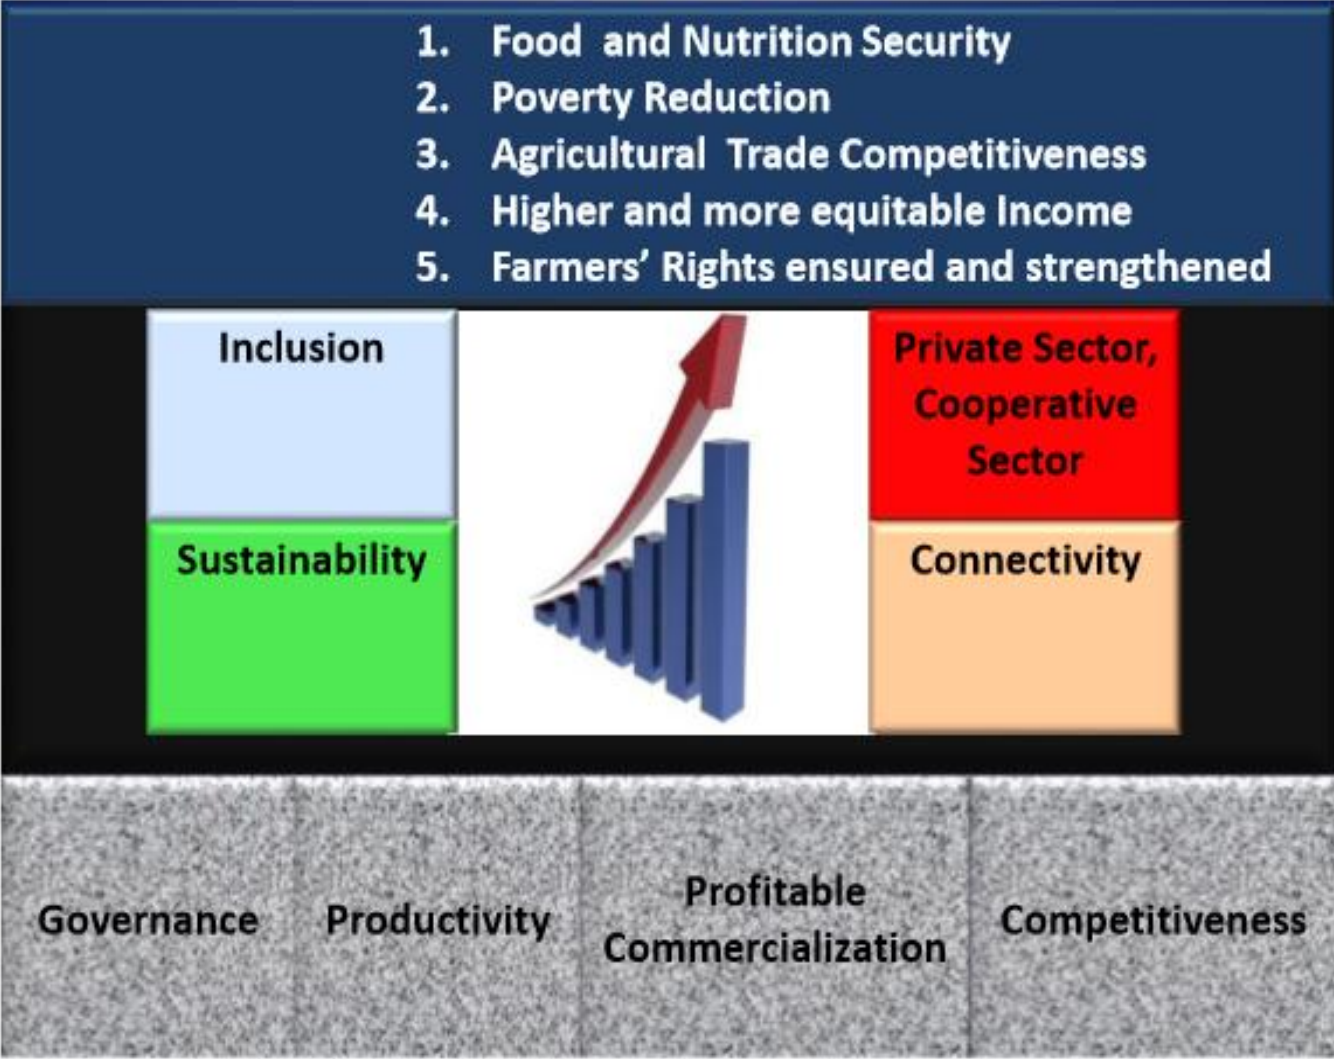 1. Food and Nutrition Security
2. Poverty Reduction
3. Agricultural Trade Competitiveness
4. Higher and more equitable Income
5. Farmers’ Rights ensured and strengthened
Inclusion
Private Sector,
Cooperative
Sector
Sustainability
Connectivity
Governance
Productivity
Profitable
Commercialization
Competitiveness